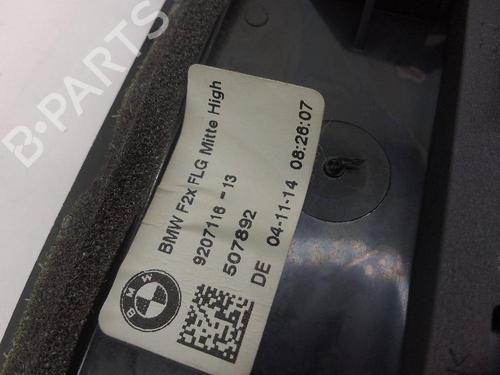 B-PARTS
BMW F2x FLG Mitte High
9207116 - 13
507892
DE 04-11-14 08:26:07
BMW